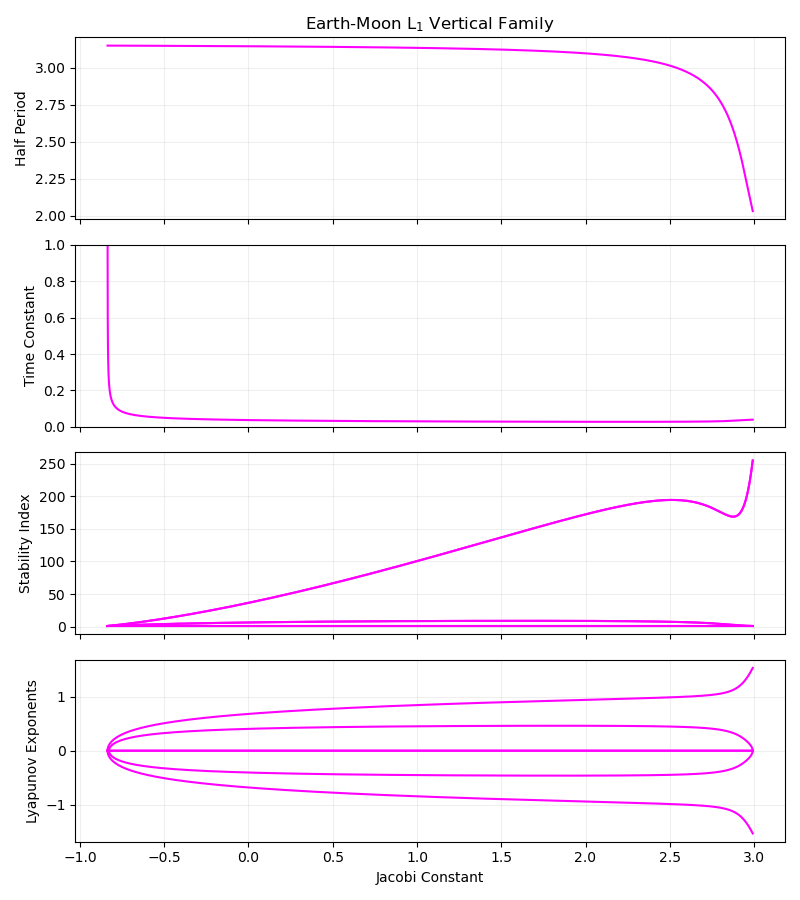 Earth-Moon L₁ Vertical Family
Half Period
3.00
2.75
2.50
2.25
2.00
Time Constant
1.0
0.8
0.6
0.4
0.2
0.0
Stability Index
250
200
150
100
50
0
Lyapunov Exponents
1
0
−1
−1.0 −0.5 0.0 0.5 1.0 1.5 2.0 2.5 3.0
Jacobi Constant